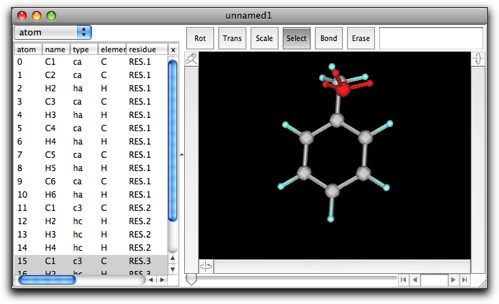 unnamed1
atom
Rot Trans Scale Select Bond Erase
atom name type elemen residue x
0 C1 ca C RES.1
1 C2 ca C RES.1
2 H2 ha H RES.1
3 C3 ca C RES.1
4 H3 ha H RES.1
5 C4 ca C RES.1
6 H4 ha H RES.1
7 C5 ca C RES.1
8 H5 ha H RES.1
9 C6 ca C RES.1
10 H6 ha H RES.1
11 C1 c3 C RES.2
12 H2 hc H RES.2
13 H3 hc H RES.2
14 H4 hc H RES.2
15 C1 c3 C RES.3
16 H2 hc H RES.3